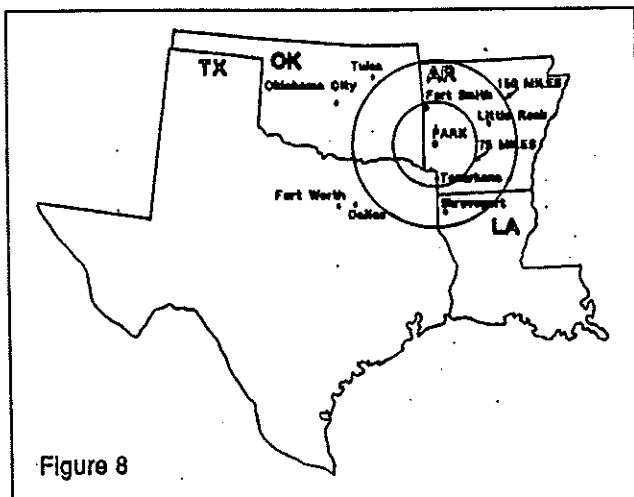 TX
OK
Tulsa
Oklahoma City
AR
150 MILES
Fort Smith
Little Rock
ARK
75 MILES
Texarkana
Fort Worth
Dallas
Shreveport
LA
Figure 8